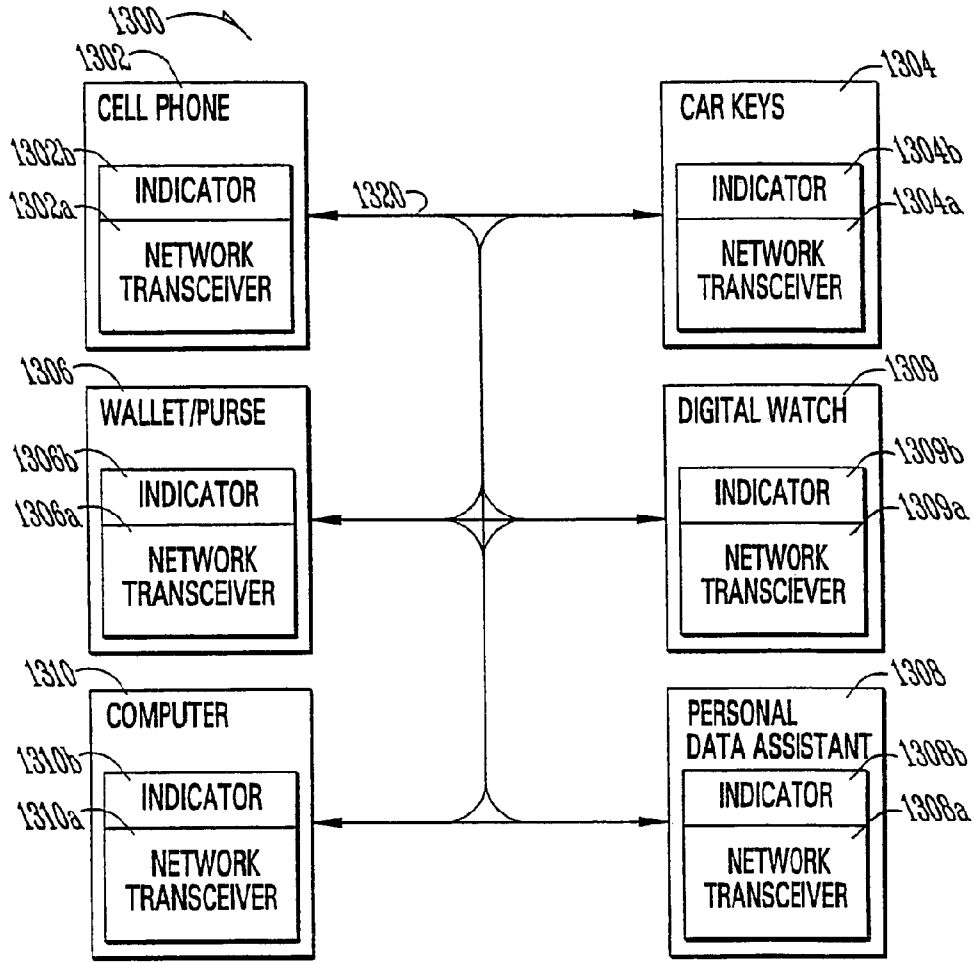 1300
1302
CELL PHONE
1302b
INDICATOR
1302a
NETWORK
TRANSCEIVER
1320
1304
CAR KEYS
1304b
INDICATOR
1304a
NETWORK
TRANSCEIVER
1306
WALLET/PURSE
1306b
INDICATOR
1306a
NETWORK
TRANSCEIVER
1309
DIGITAL WATCH
1309b
INDICATOR
1309a
NETWORK
TRANSCIEVER
1310
COMPUTER
1310b
INDICATOR
1310a
NETWORK
TRANSCEIVER
1308
PERSONAL
DATA ASSISTANT
1308b
INDICATOR
1308a
NETWORK
TRANSCEIVER